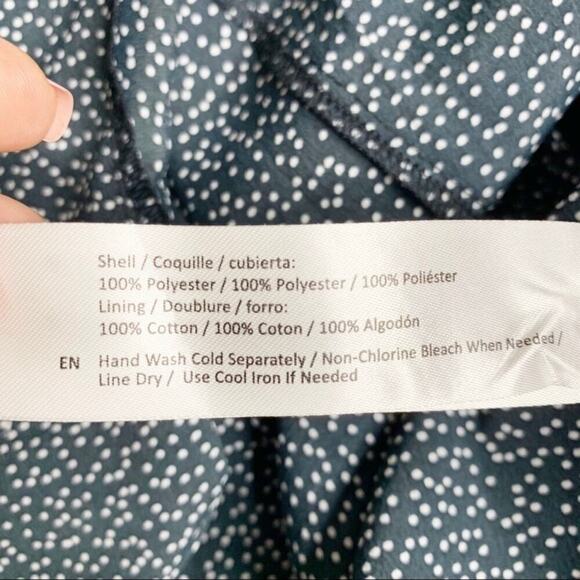 Shell / Coquille / cubierta:
100% Polyester / 100% Polyester / 100% Poliéster
Lining / Doublure / forro:
100% Cotton / 100% Coton / 100% Algodón
EN Hand Wash Cold Separately / Non-Chlorine Bleach When Needed /
Line Dry / Use Cool Iron If Needed